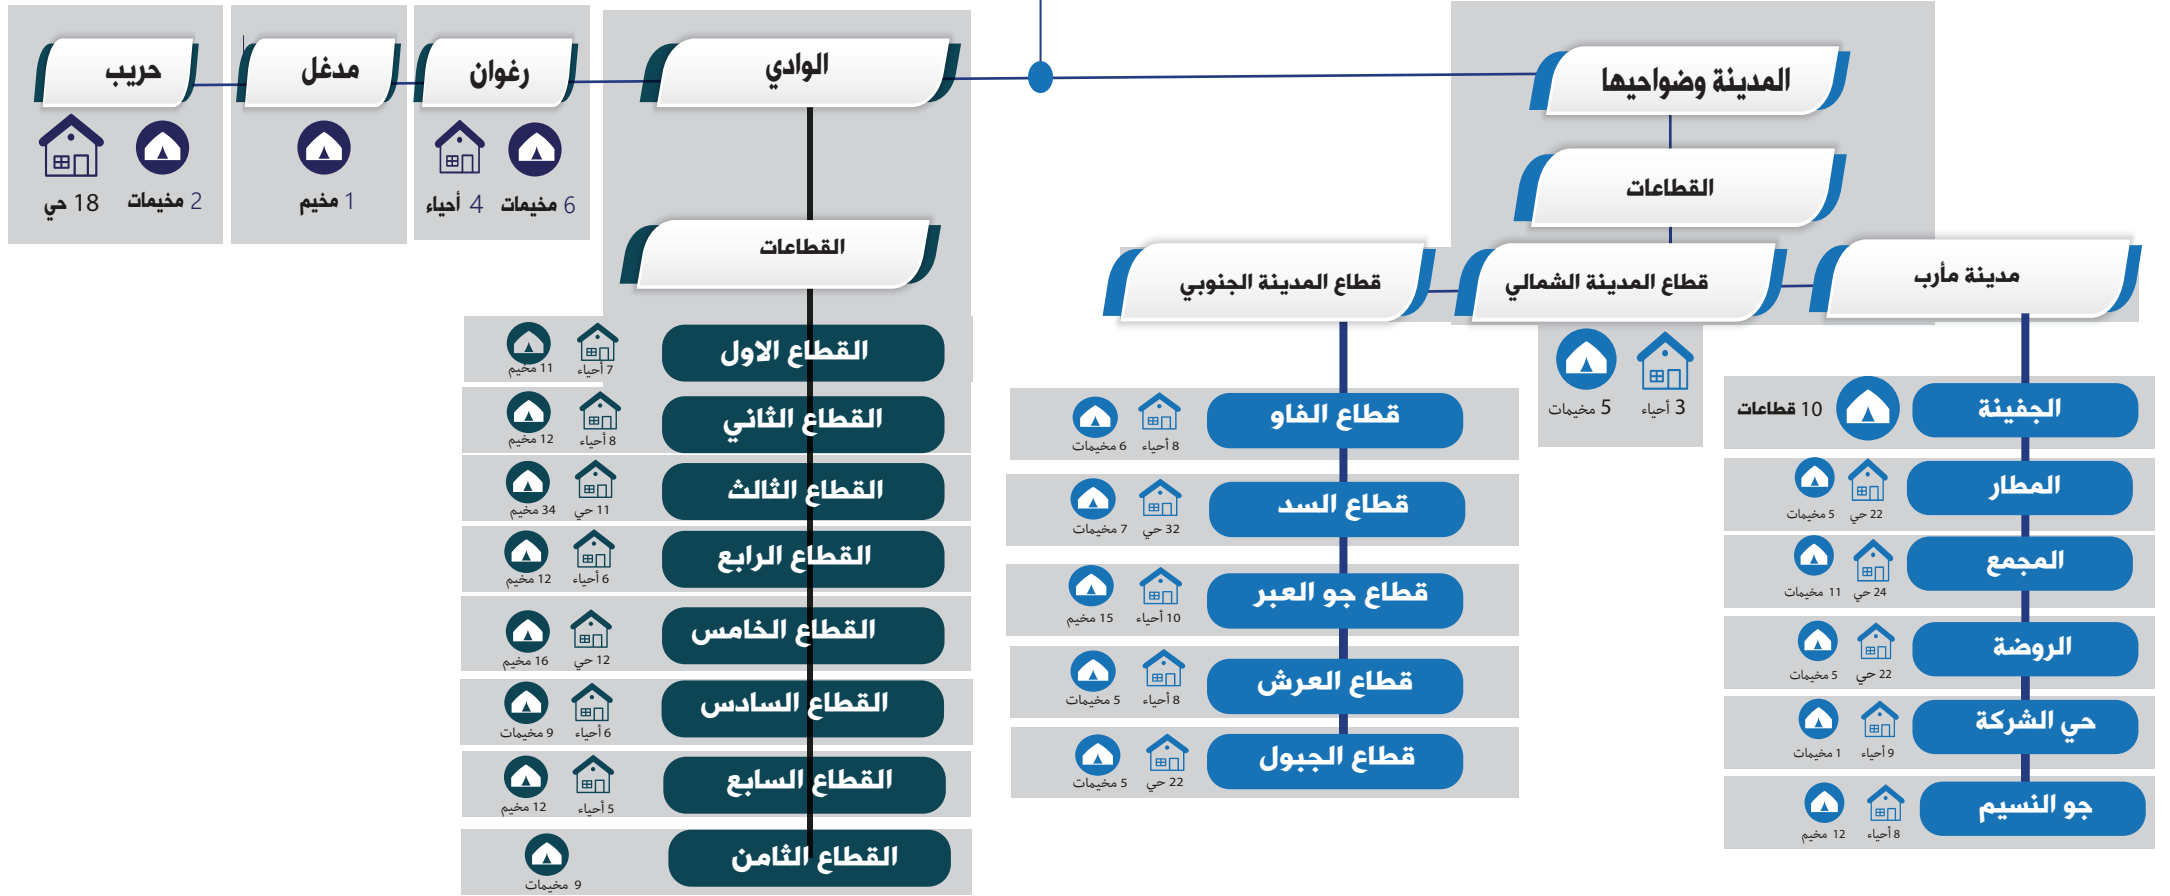 المدينة وضواحيها
الوادي
رغوان
مدغل
حريب
6 مخيمات
4 أحياء
1 مخيم
2 مخيمات
18 حي
القطاعات
القطاعات
مدينة مأرب
قطاع المدينة الشمالي
قطاع المدينة الجنوبي
الجفينة
10 قطاعات
المطار
22 حي
5 مخيمات
المجمع
24 حي
11 مخيمات
الروضة
22 حي
5 مخيمات
حي الشركة
9 أحياء
1 مخيمات
جو النسيم
8 أحياء
12 مخيم
3 أحياء
5 مخيمات
قطاع الفاو
8 أحياء
6 مخيمات
قطاع السد
32 حي
7 مخيمات
قطاع جو العبر
10 أحياء
15 مخيم
قطاع العرش
8 أحياء
5 مخيمات
قطاع الجبول
22 حي
5 مخيمات
القطاع الاول
7 أحياء
11 مخيم
القطاع الثاني
8 أحياء
12 مخيم
القطاع الثالث
11 حي
34 مخيم
القطاع الرابع
6 أحياء
12 مخيم
القطاع الخامس
12 حي
16 مخيم
القطاع السادس
6 أحياء
9 مخيمات
القطاع السابع
5 أحياء
12 مخيم
القطاع الثامن
9 مخيمات